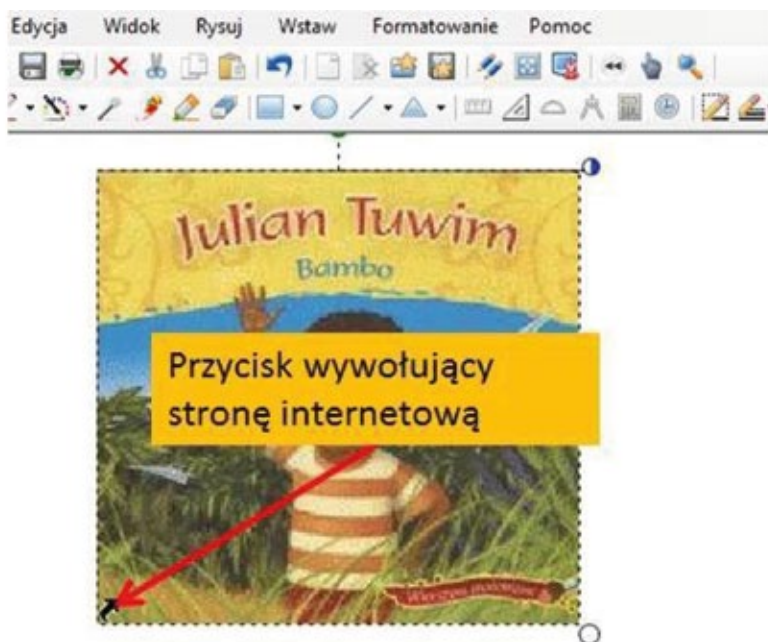 Edycja Widok Rysuj Wstaw Formatowanie Pomoc
Julian Tuwim
Bambo
Przycisk wywołujący
stronę internetową